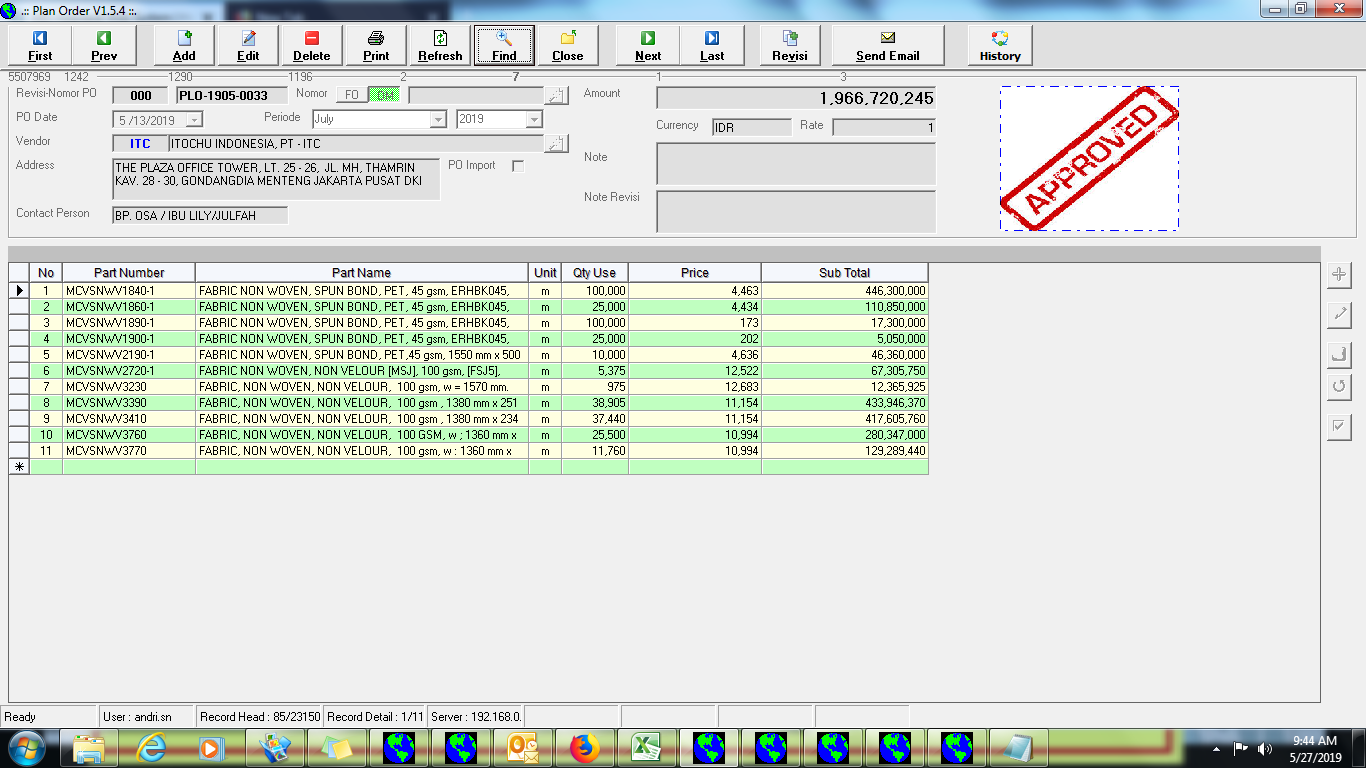 .:: Plan Order V1.5.4 ::.
First Prev Add Edit Delete Print Refresh Find Close Next Last Revisi Send Email History
5507969 1242 1290 1196 2 7 1 3
Revisi-Nomor PO 000 PLO-1905-0033 Nomor FO DM Amount 1,966,720,245
PO Date 5 /13/2019 Periode July 2019 Currency IDR Rate 1
Vendor ITC ITOCHU INDONESIA, PT - ITC
Address THE PLAZA OFFICE TOWER, LT. 25 - 26, JL. MH, THAMRIN PO Import Note
KAV. 28 - 30, GONDANGDIA MENTENG JAKARTA PUSAT DKI
Note Revisi
Contact Person BP. OSA / IBU LILY/JULFAH
APPROVED
No Part Number Part Name Unit Qty Use Price Sub Total
1 MCVSNWV1840-1 FABRIC NON WOVEN, SPUN BOND, PET, 45 gsm, ERHBK045, m 100,000 4,463 446,300,000
2 MCVSNWV1860-1 FABRIC NON WOVEN, SPUN BOND, PET, 45 gsm, ERHBK045, m 25,000 4,434 110,850,000
3 MCVSNWV1890-1 FABRIC NON WOVEN, SPUN BOND, PET, 45 gsm, ERHBK045, m 100,000 173 17,300,000
4 MCVSNWV1900-1 FABRIC NON WOVEN, SPUN BOND, PET, 45 gsm, ERHBK045, m 25,000 202 5,050,000
5 MCVSNWV2190-1 FABRIC NON WOVEN, SPUN BOND, PET,45 gsm, 1550 mm x 500 m 10,000 4,636 46,360,000
6 MCVSNWV2720-1 FABRIC NON WOVEN, NON VELOUR [MSJ], 100 gsm, [FSJ5], m 5,375 12,522 67,305,750
7 MCVSNWV3230 FABRIC, NON WOVEN, NON VELOUR, 100 gsm, w = 1570 mm. m 975 12,683 12,365,925
8 MCVSNWV3390 FABRIC, NON WOVEN, NON VELOUR, 100 gsm , 1380 mm x 251 m 38,905 11,154 433,946,370
9 MCVSNWV3410 FABRIC, NON WOVEN, NON VELOUR, 100 gsm , 1380 mm x 234 m 37,440 11,154 417,605,760
10 MCVSNWV3760 FABRIC, NON WOVEN, NON VELOUR, 100 GSM, w ; 1360 mm x m 25,500 10,994 280,347,000
11 MCVSNWV3770 FABRIC, NON WOVEN, NON VELOUR, 100 gsm, w : 1360 mm x m 11,760 10,994 129,289,440
Ready User : andri.sn Record Head : 85/23150 Record Detail : 1/11 Server : 192.168.0.
9:44 AM
5/27/2019